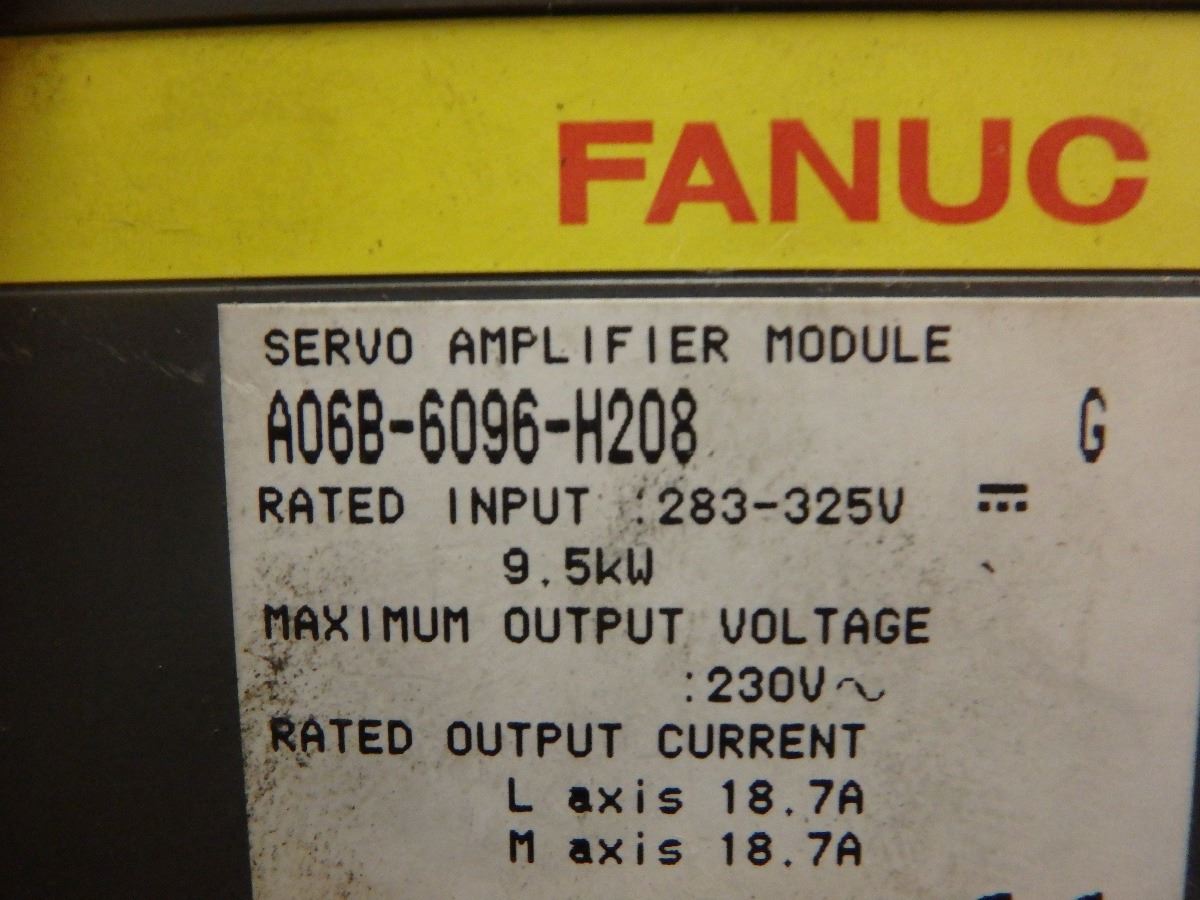 FANUC
SERVO AMPLIFIER MODULE
A06B-6096-H208 G
RATED INPUT :283-325V ⎓
9.5kW
MAXIMUM OUTPUT VOLTAGE
:230V~
RATED OUTPUT CURRENT
L axis 18.7A
M axis 18.7A